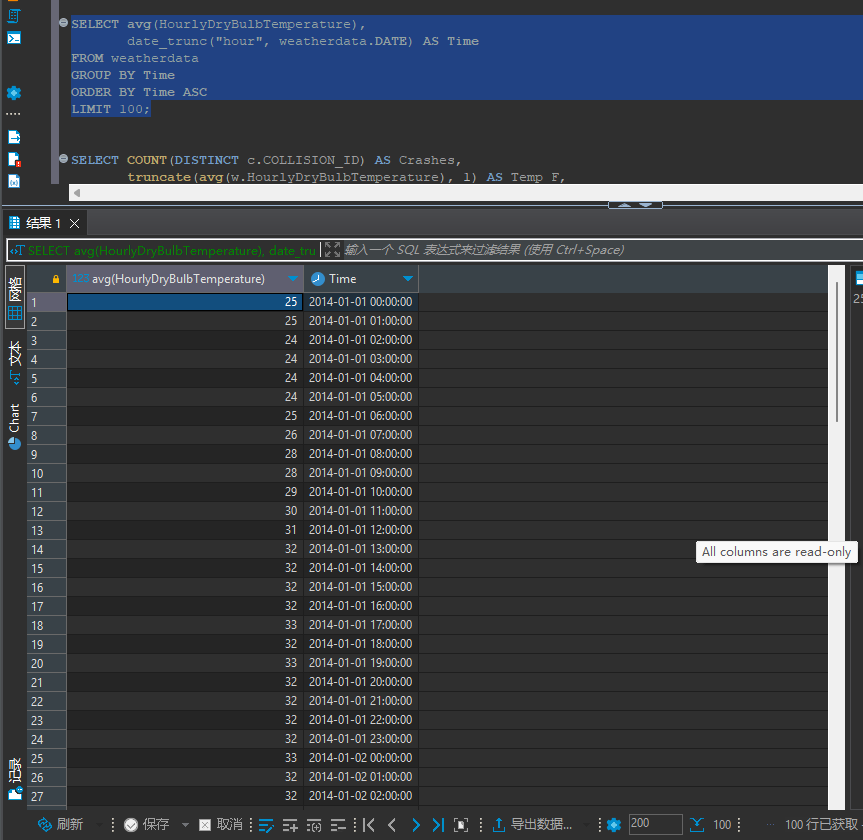 SELECT avg(HourlyDryBulbTemperature),
date_trunc("hour", weatherdata.DATE) AS Time
FROM weatherdata
GROUP BY Time
ORDER BY Time ASC
LIMIT 100;
SELECT COUNT(DISTINCT c.COLLISION_ID) AS Crashes,
truncate(avg(w.HourlyDryBulbTemperature), 1) AS Temp_F,
结果 1
SELECT avg(HourlyDryBulbTemperature), date_tru
输入一个 SQL 表达式来过滤结果 (使用 Ctrl+Space)
网格
文本
Chart
记录
123 avg(HourlyDryBulbTemperature) Time
1 25 2014-01-01 00:00:00
2 25 2014-01-01 01:00:00
3 24 2014-01-01 02:00:00
4 24 2014-01-01 03:00:00
5 24 2014-01-01 04:00:00
6 24 2014-01-01 05:00:00
7 25 2014-01-01 06:00:00
8 26 2014-01-01 07:00:00
9 28 2014-01-01 08:00:00
10 28 2014-01-01 09:00:00
11 29 2014-01-01 10:00:00
12 30 2014-01-01 11:00:00
13 31 2014-01-01 12:00:00
14 32 2014-01-01 13:00:00
15 32 2014-01-01 14:00:00
16 32 2014-01-01 15:00:00
17 32 2014-01-01 16:00:00
18 33 2014-01-01 17:00:00
19 32 2014-01-01 18:00:00
20 33 2014-01-01 19:00:00
21 32 2014-01-01 20:00:00
22 32 2014-01-01 21:00:00
23 32 2014-01-01 22:00:00
24 32 2014-01-01 23:00:00
25 33 2014-01-02 00:00:00
26 32 2014-01-02 01:00:00
27 32 2014-01-02 02:00:00
All columns are read-only
25
刷新 保存 取消 导出数据... 200 100 100 行已获取